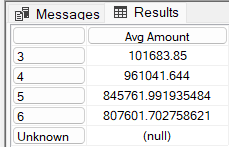 Messages Results
Avg Amount
3 101683.85
4 961041.644
5 845761.991935484
6 807601.702758621
Unknown (null)